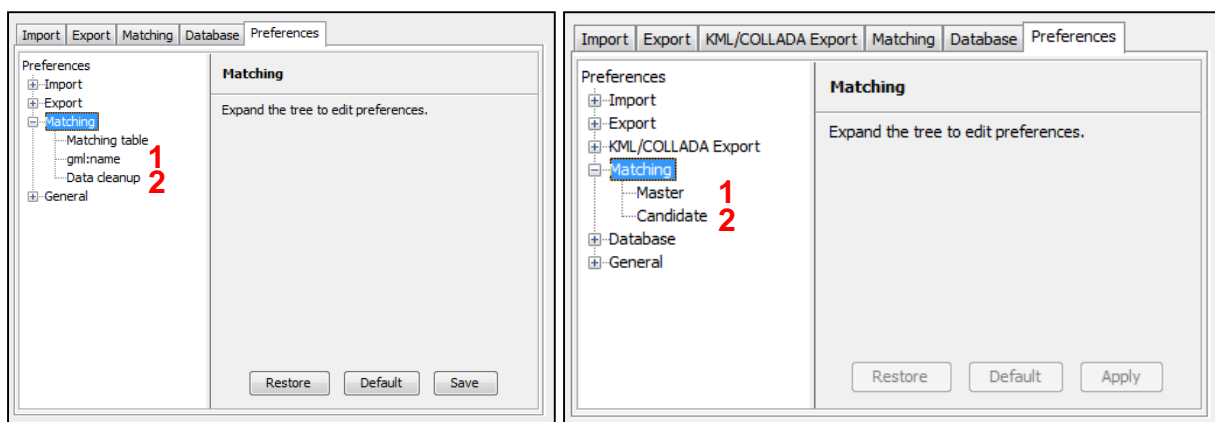 Import Export Matching Database Preferences
Preferences
Import
Export
Matching
Matching table
gml:name 1
Data cleanup 2
General
Matching
Expand the tree to edit preferences.
Restore Default Save
Import Export KML/COLLADA Export Matching Database Preferences
Preferences
Import
Export
KML/COLLADA Export
Matching
Master 1
Candidate 2
Database
General
Matching
Expand the tree to edit preferences.
Restore Default Apply